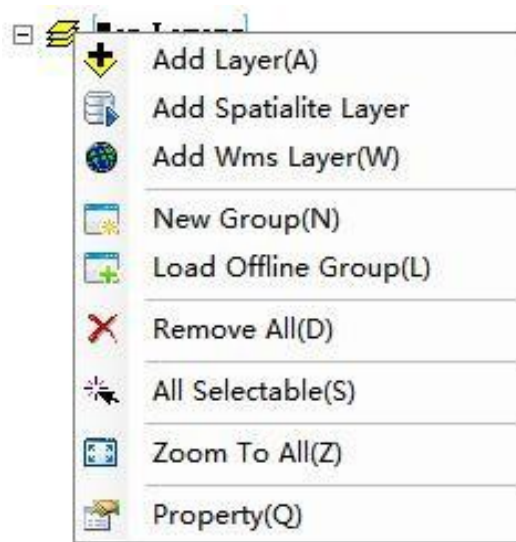 Add Layer(A)
Add Spatialite Layer
Add Wms Layer(W)
New Group(N)
Load Offline Group(L)
Remove All(D)
All Selectable(S)
Zoom To All(Z)
Property(Q)